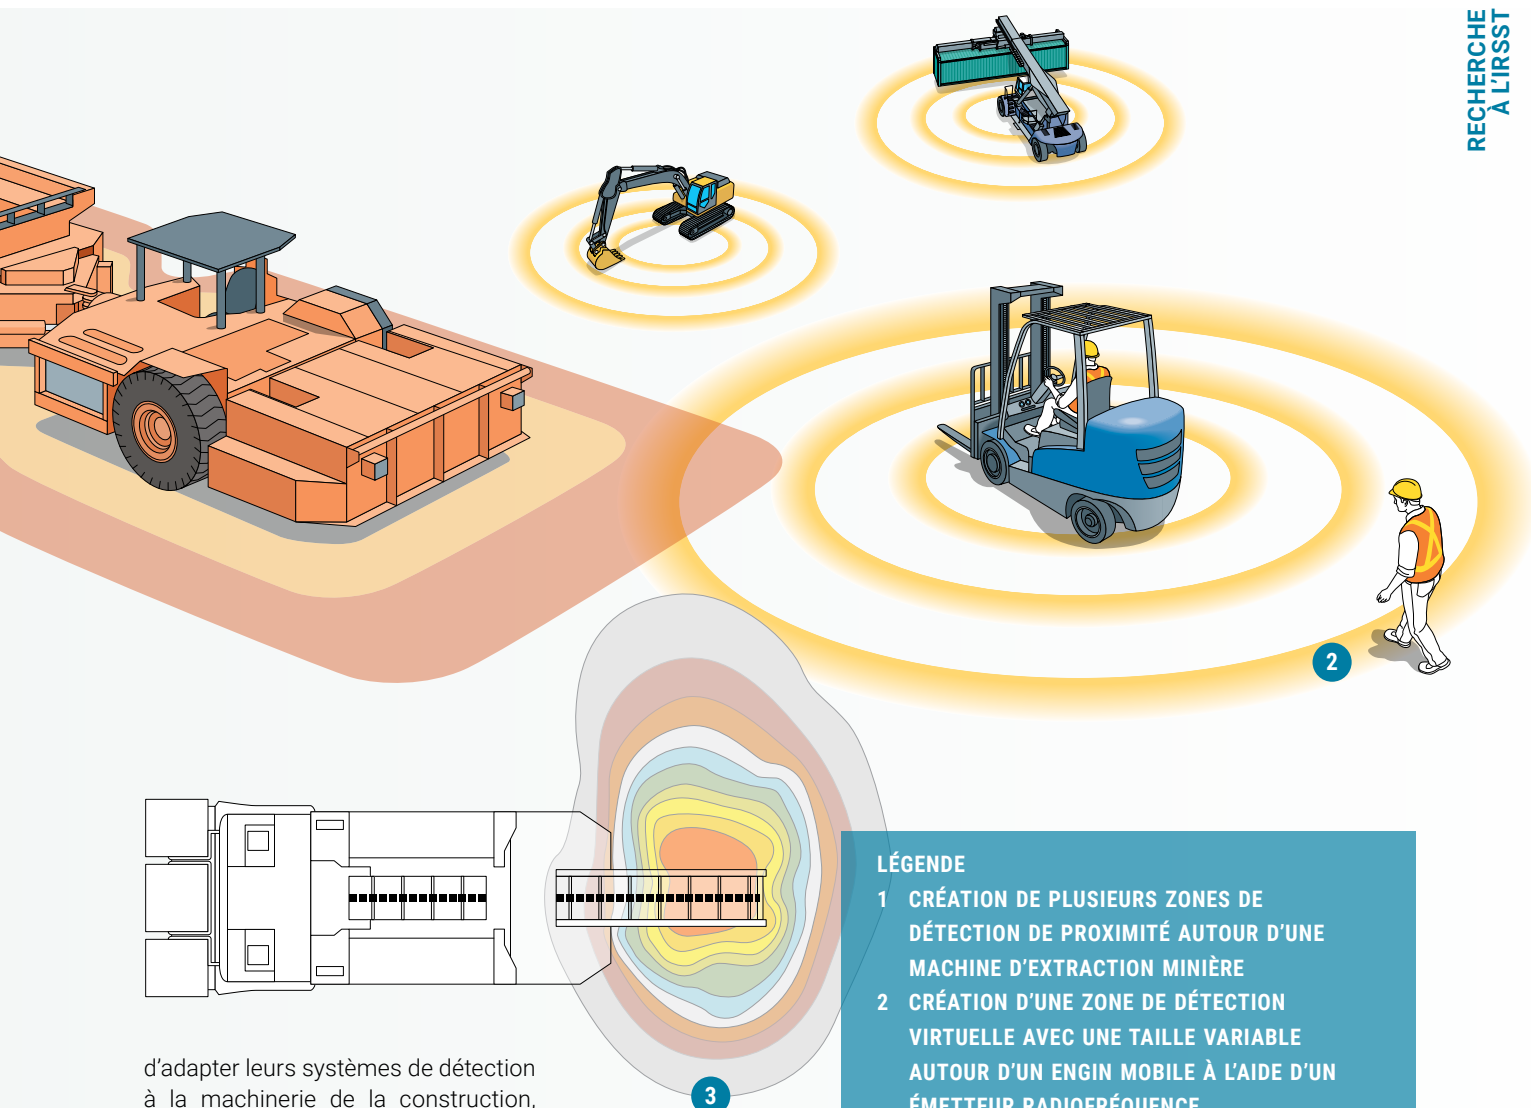 RECHERCHE
À L'IRSST
2
3
d'adapter leurs systèmes de détection
à la machinerie de la construction,
LÉGENDE
1 CRÉATION DE PLUSIEURS ZONES DE
DÉTECTION DE PROXIMITÉ AUTOUR D'UNE
MACHINE D'EXTRACTION MINIÈRE
2 CRÉATION D'UNE ZONE DE DÉTECTION
VIRTUELLE AVEC UNE TAILLE VARIABLE
AUTOUR D'UN ENGIN MOBILE À L'AIDE D'UN
ÉMETTEUR RADIOFRÉQUENCE